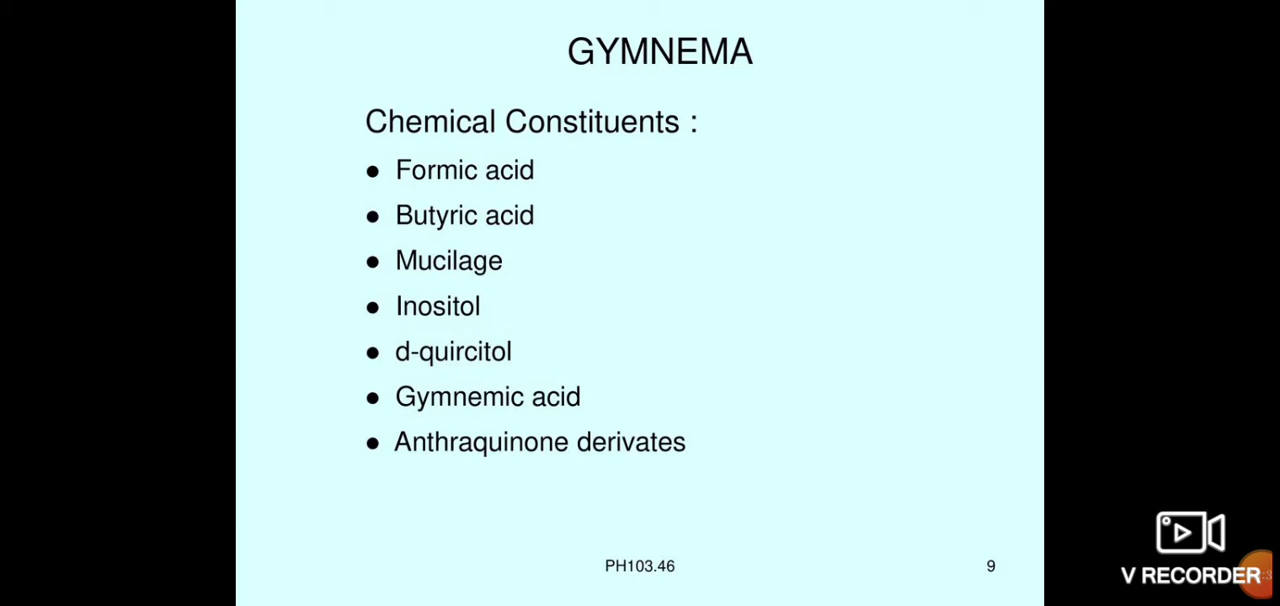 GYMNEMA
Chemical Constituents :
● Formic acid
● Butyric acid
● Mucilage
● Inositol
● d-quircitol
● Gymnemic acid
● Anthraquinone derivates
PH103.46
9
V RECORDER